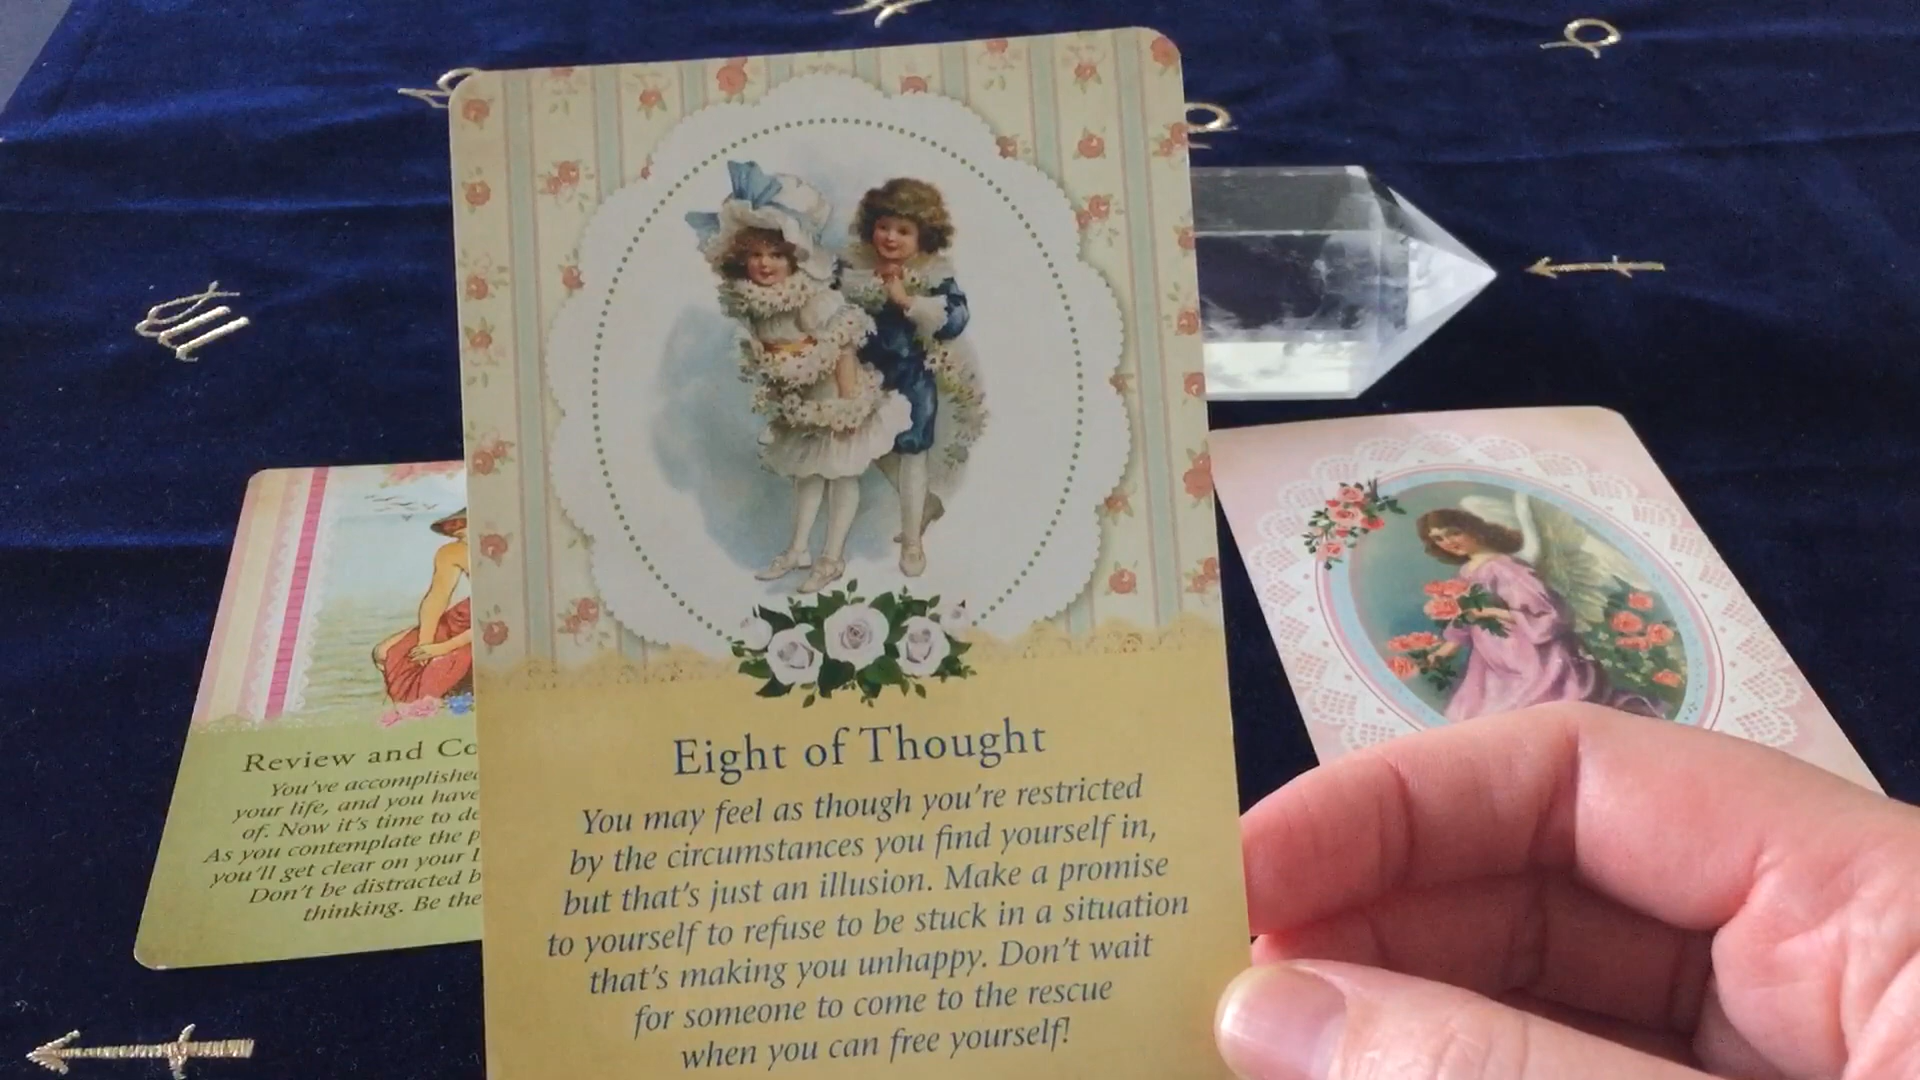 Eight of Thought
You may feel as though you're restricted
by the circumstances you find yourself in,
but that's just an illusion. Make a promise
to yourself to refuse to be stuck in a situation
that's making you unhappy. Don't wait
for someone to come to the rescue
when you can free yourself!
Review and
You've accomplished
your life, and you have
of. Now it's time to
As you contemplate the
you'll get clear on your
Don't be distracted
thinking. Be the